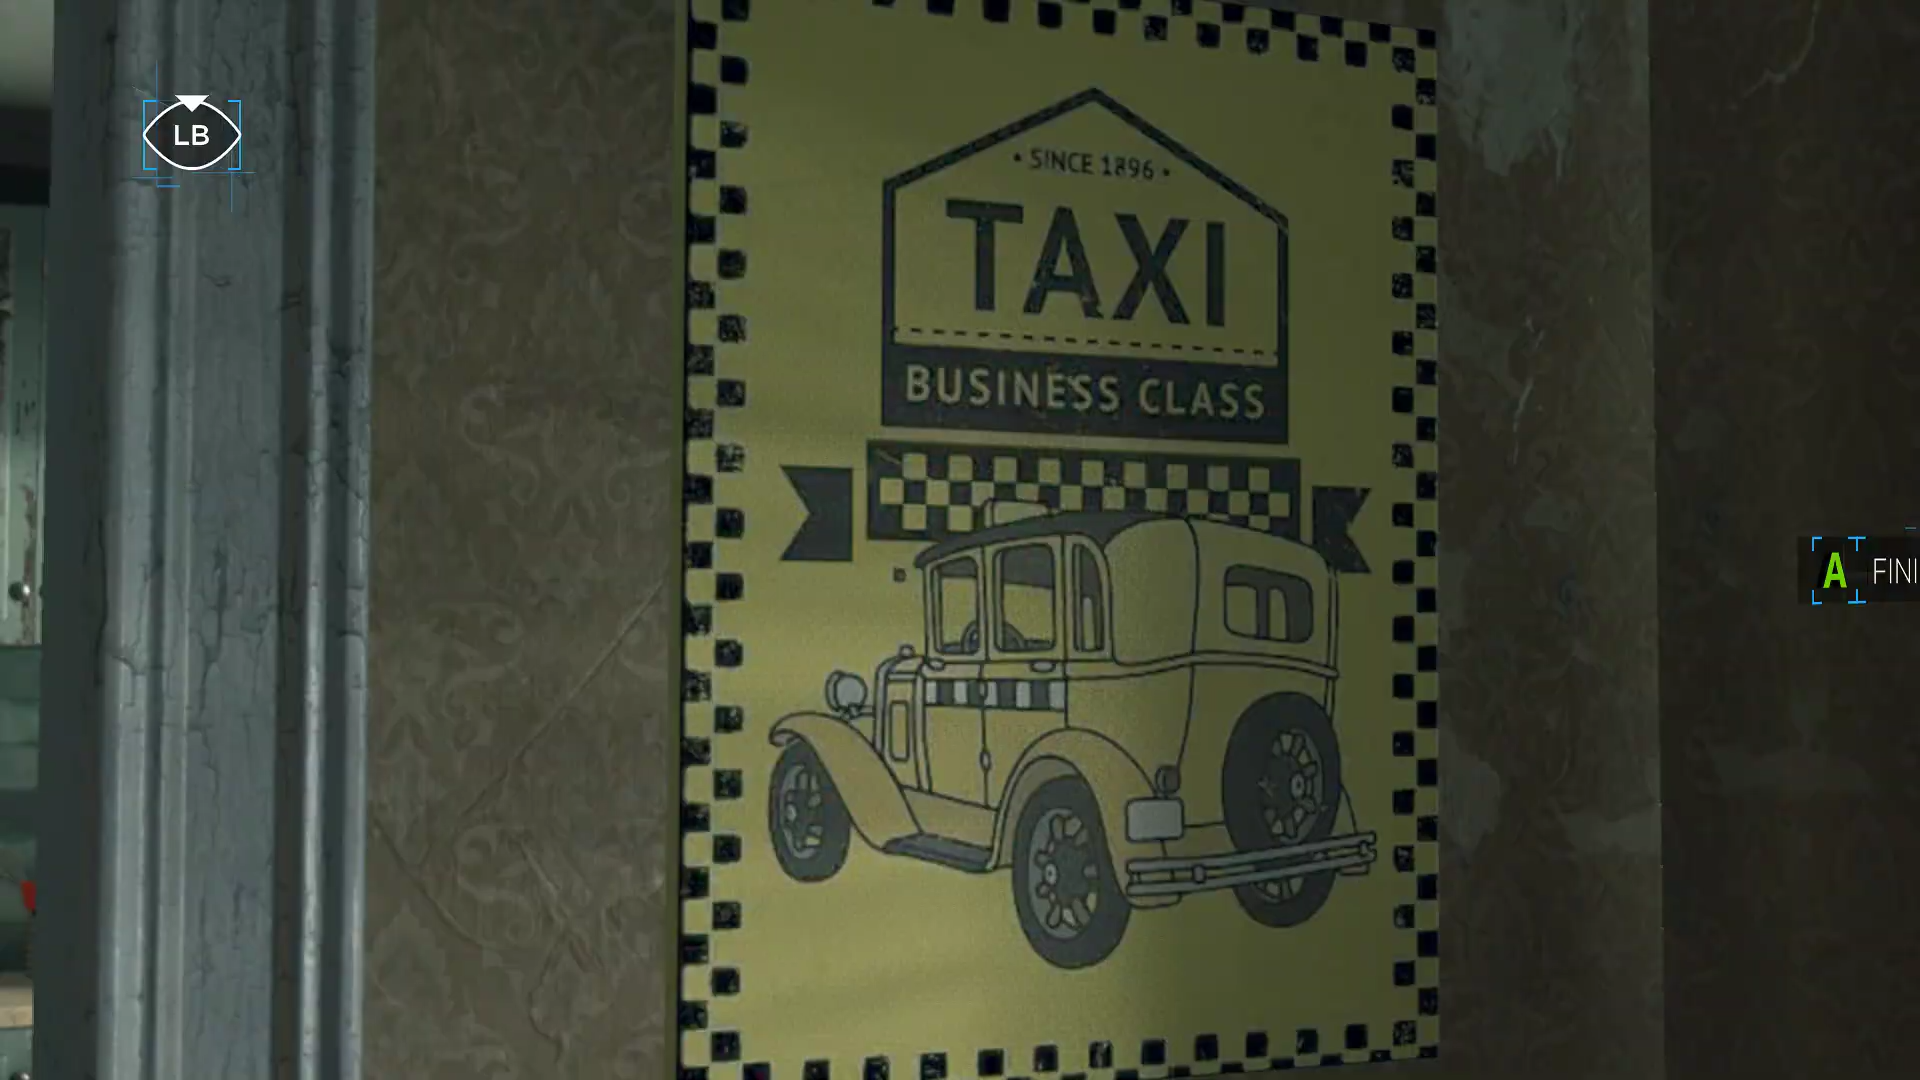 LB
• SINCE 1896 •
TAXI
BUSINESS CLASS
A FINI